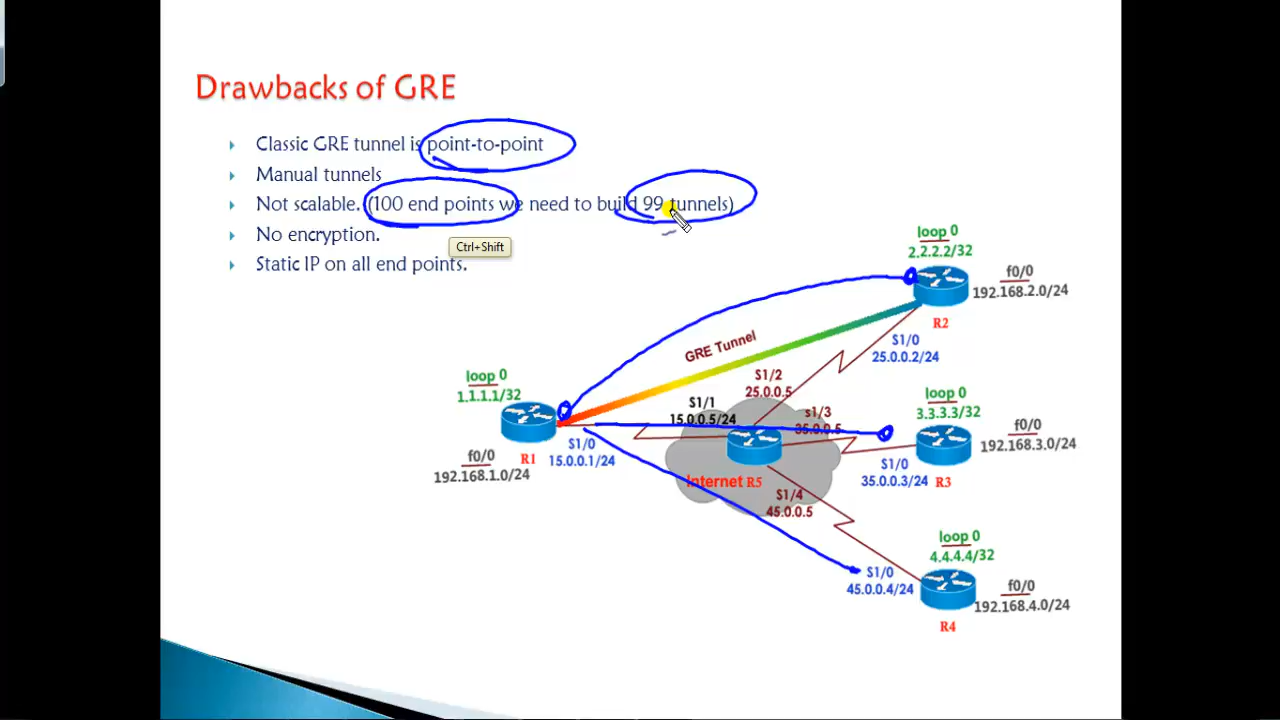 Drawbacks of GRE
Classic GRE tunnel is point-to-point
Manual tunnels
Not scalable. (100 end points we need to build 99 tunnels)
No encryption.
Ctrl+Shift
Static IP on all end points.
loop 0
2.2.2.2/32
f0/0
192.168.2.0/24
R2
GRE Tunnel
S1/0
25.0.0.2/24
S1/2
25.0.0.5
loop 0
1.1.1.1/32
S1/1
15.0.0.5/24
s1/3
35.0.0.5
loop 0
3.3.3.3/32
f0/0
192.168.3.0/24
S1/0
15.0.0.1/24
R1
f0/0
192.168.1.0/24
Internet R5
S1/0
35.0.0.3/24
R3
S1/4
45.0.0.5
loop 0
4.4.4.4/32
S1/0
45.0.0.4/24
f0/0
192.168.4.0/24
R4